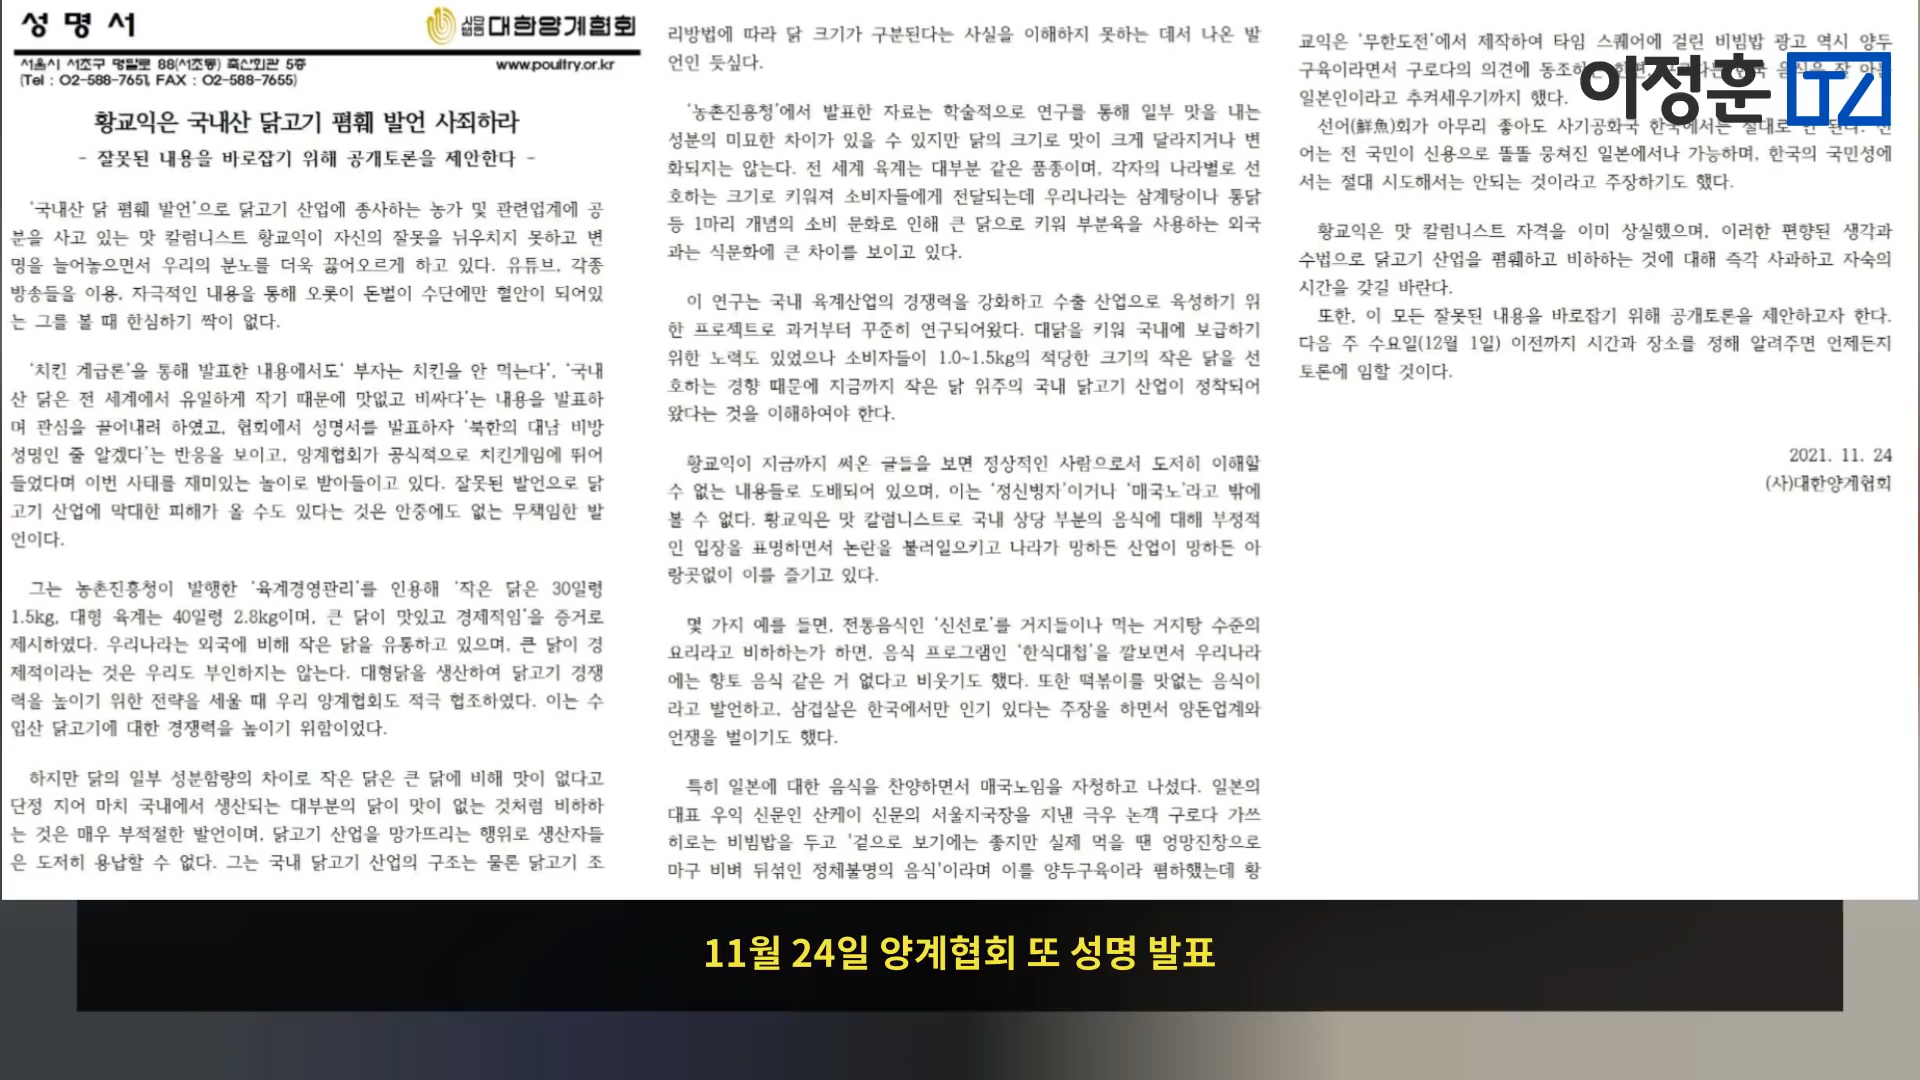 성 명 서
사단법인 대한양계협회
서울시 서초구 명달로 88(서초동) 축산회관 5층
www.poultry.or.kr
(Tel : 02-588-7651, FAX : 02-588-7655)
황교익은 국내산 닭고기 폄훼 발언 사죄하라
- 잘못된 내용을 바로잡기 위해 공개토론을 제안한다 -
'국내산 닭 폄훼 발언'으로 닭고기 산업에 종사하는 농가 및 관련업계에 공
분을 사고 있는 맛 칼럼니스트 황교익이 자신의 잘못을 뉘우치지 못하고 변
명을 늘어놓으면서 우리의 분노를 더욱 끓어오르게 하고 있다. 유튜브, 각종
방송들을 이용, 자극적인 내용을 통해 오롯이 돈벌이 수단에만 혈안이 되어있
는 그를 볼 때 한심하기 짝이 없다.
'치킨 계급론'을 통해 발표한 내용에서도' 부자는 치킨을 안 먹는다', '국내
산 닭은 전 세계에서 유일하게 작기 때문에 맛없고 비싸다'는 내용을 발표하
며 관심을 끌어내려 하였고, 협회에서 성명서를 발표하자 '북한의 대남 비방
성명인 줄 알겠다'는 반응을 보이고, 양계협회가 공식적으로 치킨게임에 뛰어
들었다며 이번 사태를 재미있는 놀이로 받아들이고 있다. 잘못된 발언으로 닭
고기 산업에 막대한 피해가 올 수도 있다는 것은 안중에도 없는 무책임한 발
언이다.
그는 농촌진흥청이 발행한 '육계경영관리'를 인용해 '작은 닭은 30일령
1.5kg, 대형 육계는 40일령 2.8kg이며, 큰 닭이 맛있고 경제적임'을 증거로
제시하였다. 우리나라는 외국에 비해 작은 닭을 유통하고 있으며, 큰 닭이 경
제적이라는 것은 우리도 부인하지는 않는다. 대형닭을 생산하여 닭고기 경쟁
력을 높이기 위한 전략을 세울 때 우리 양계협회도 적극 협조하였다. 이는 수
입산 닭고기에 대한 경쟁력을 높이기 위함이었다.
하지만 닭의 일부 성분함량의 차이로 작은 닭은 큰 닭에 비해 맛이 없다고
단정 지어 마치 국내에서 생산되는 대부분의 닭이 맛이 없는 것처럼 비하하
는 것은 매우 부적절한 발언이며, 닭고기 산업을 망가뜨리는 행위로 생산자들
은 도저히 용납할 수 없다. 그는 국내 닭고기 산업의 구조는 물론 닭고기 조
리방법에 따라 닭 크기가 구분된다는 사실을 이해하지 못하는 데서 나온 발
언인 듯싶다.
'농촌진흥청'에서 발표한 자료는 학술적으로 연구를 통해 일부 맛을 내는
성분의 미묘한 차이가 있을 수 있지만 닭의 크기로 맛이 크게 달라지거나 변
화되지는 않는다. 전 세계 육계는 대부분 같은 품종이며, 각자의 나라별로 선
호하는 크기로 키워져 소비자들에게 전달되는데 우리나라는 삼계탕이나 통닭
등 1마리 개념의 소비 문화로 인해 큰 닭으로 키워 부분육을 사용하는 외국
과는 식문화에 큰 차이를 보이고 있다.
이 연구는 국내 육계산업의 경쟁력을 강화하고 수출 산업으로 육성하기 위
한 프로젝트로 과거부터 꾸준히 연구되어왔다. 대닭을 키워 국내에 보급하기
위한 노력도 있었으나 소비자들이 1.0~1.5kg의 적당한 크기의 작은 닭을 선
호하는 경향 때문에 지금까지 작은 닭 위주의 국내 닭고기 산업이 정착되어
왔다는 것을 이해하여야 한다.
황교익이 지금까지 써온 글들을 보면 정상적인 사람으로서 도저히 이해할
수 없는 내용들로 도배되어 있으며, 이는 '정신병자'이거나 '매국노'라고 밖에
볼 수 없다. 황교익은 맛 칼럼니스트로 국내 상당 부분의 음식에 대해 부정적
인 입장을 표명하면서 논란을 불러일으키고 나라가 망하든 산업이 망하든 아
랑곳없이 이를 즐기고 있다.
몇 가지 예를 들면, 전통음식인 '신선로'를 거지들이나 먹는 거지탕 수준의
요리라고 비하하는가 하면, 음식 프로그램인 '한식대첩'을 깔보면서 우리나라
에는 향토 음식 같은 거 없다고 비웃기도 했다. 또한 떡볶이를 맛없는 음식이
라고 발언하고, 삼겹살은 한국에서만 인기 있다는 주장을 하면서 양돈업계와
언쟁을 벌이기도 했다.
특히 일본에 대한 음식을 찬양하면서 매국노임을 자청하고 나섰다. 일본의
대표 우익 신문인 산케이 신문의 서울지국장을 지낸 극우 논객 구로다 가쓰
히로는 비빔밥을 두고 '겉으로 보기에는 좋지만 실제 먹을 땐 엉망진창으로
마구 비벼 뒤섞인 정체불명의 음식'이라며 이를 양두구육이라 폄하했는데 황
교익은 '무한도전'에서 제작하여 타임 스퀘어에 걸린 비빔밥 광고 역시 양두
구육이라면서 구로다의 의견에 동조하는 한편, 구로다는 한국 음식을 잘 아는
일본인이라고 추켜세우기까지 했다.
선어(鮮魚)회가 아무리 좋아도 사기공화국 한국에서는 절대로 안 된다. 선
어는 전 국민이 신용으로 똘똘 뭉쳐진 일본에서나 가능하며, 한국의 국민성에
서는 절대 시도해서는 안되는 것이라고 주장하기도 했다.
황교익은 맛 칼럼니스트 자격을 이미 상실했으며, 이러한 편향된 생각과
수법으로 닭고기 산업을 폄훼하고 비하하는 것에 대해 즉각 사과하고 자숙의
시간을 갖길 바란다.
또한, 이 모든 잘못된 내용을 바로잡기 위해 공개토론을 제안하고자 한다.
다음 주 수요일(12월 1일) 이전까지 시간과 장소를 정해 알려주면 언제든지
토론에 임할 것이다.
2021. 11. 24
(사)대한양계협회
이정훈 TV
11월 24일 양계협회 또 성명 발표